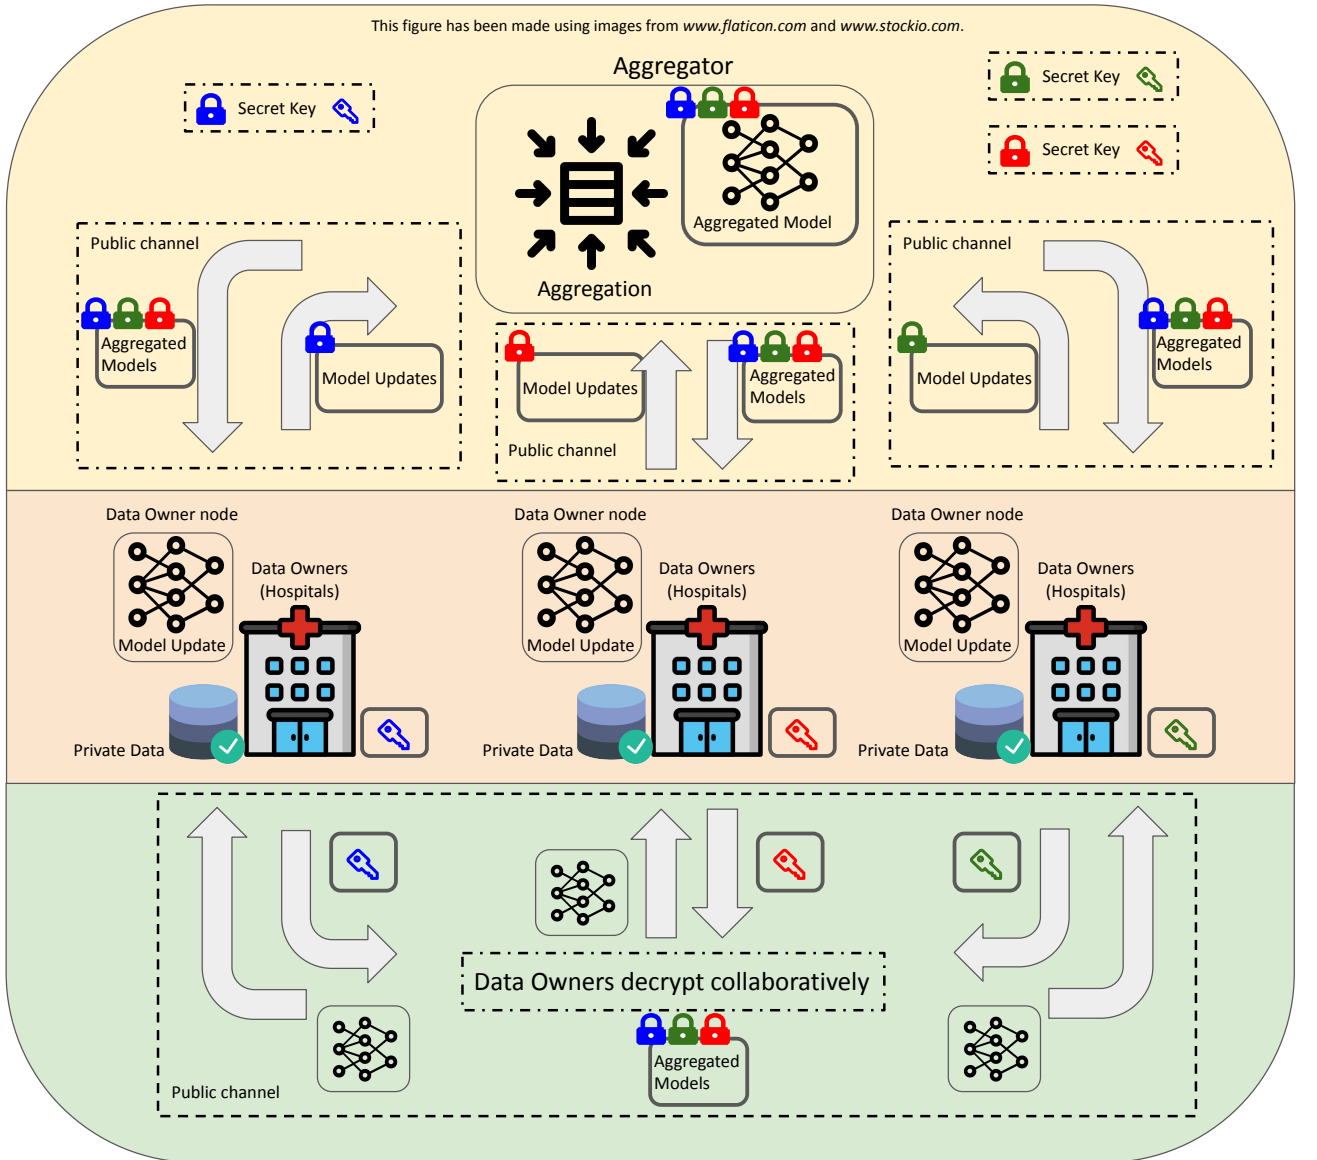 This figure has been made using images from www.flaticon.com and www.stockio.com.
Aggregator
Secret Key
Secret Key
Secret Key
Aggregated Model
Aggregation
Public channel
Aggregated
Models
Model Updates
Model Updates
Aggregated
Models
Public channel
Public channel
Model Updates
Aggregated
Models
Data Owner node
Model Update
Data Owners
(Hospitals)
Private Data
Data Owner node
Model Update
Data Owners
(Hospitals)
Private Data
Data Owner node
Model Update
Data Owners
(Hospitals)
Private Data
Data Owners decrypt collaboratively
Aggregated
Models
Public channel